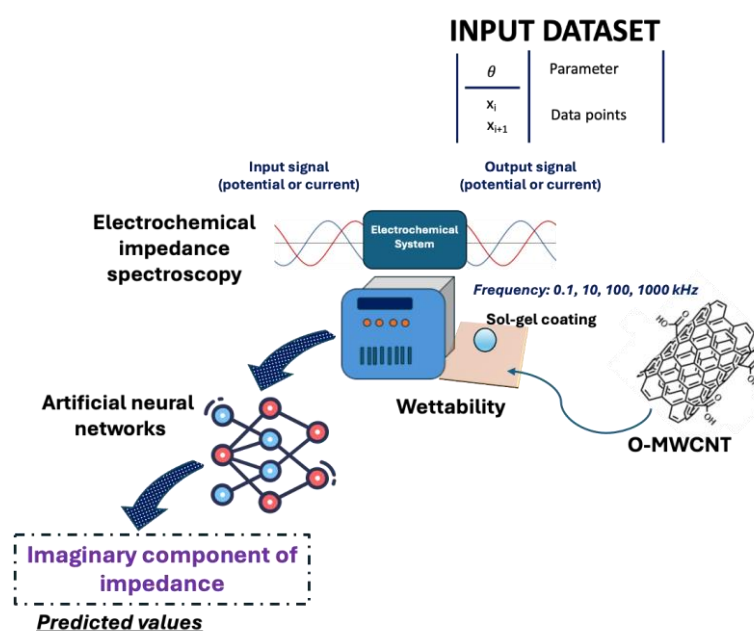 INPUT DATASET
θ Parameter
xᵢ
Data points
xᵢ₊₁
Input signal
(potential or current)
Output signal
(potential or current)
Electrochemical
impedance
spectroscopy
Electrochemical
System
Frequency: 0.1, 10, 100, 1000 kHz
Sol-gel coating
HO
O
O
OH
Wettability
O-MWCNT
Artificial neural
networks
Imaginary component of
impedance
Predicted values